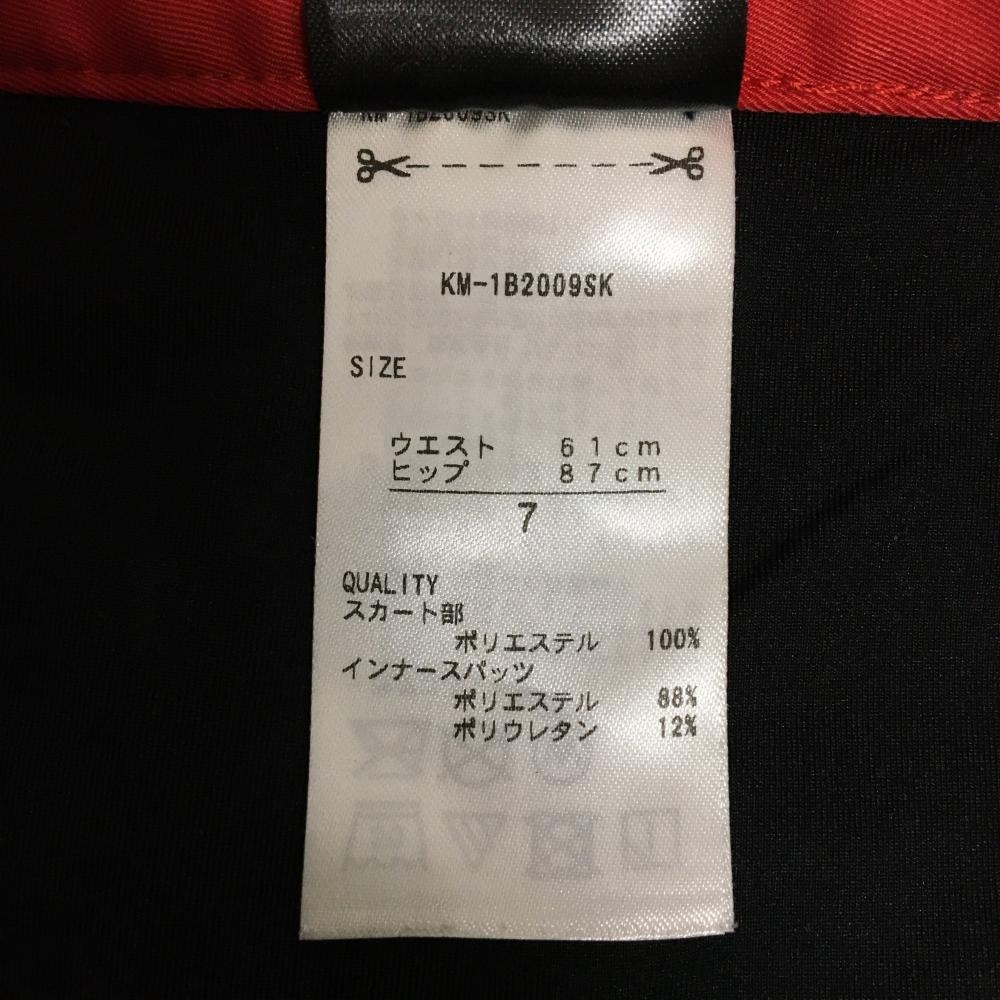 KM-1B2009SK
KM-1B2009SK
SIZE
ウエスト 61cm
ヒップ 87cm
7
QUALITY
スカート部
ポリエステル 100%
インナースパッツ
ポリエステル 88%
ポリウレタン 12%